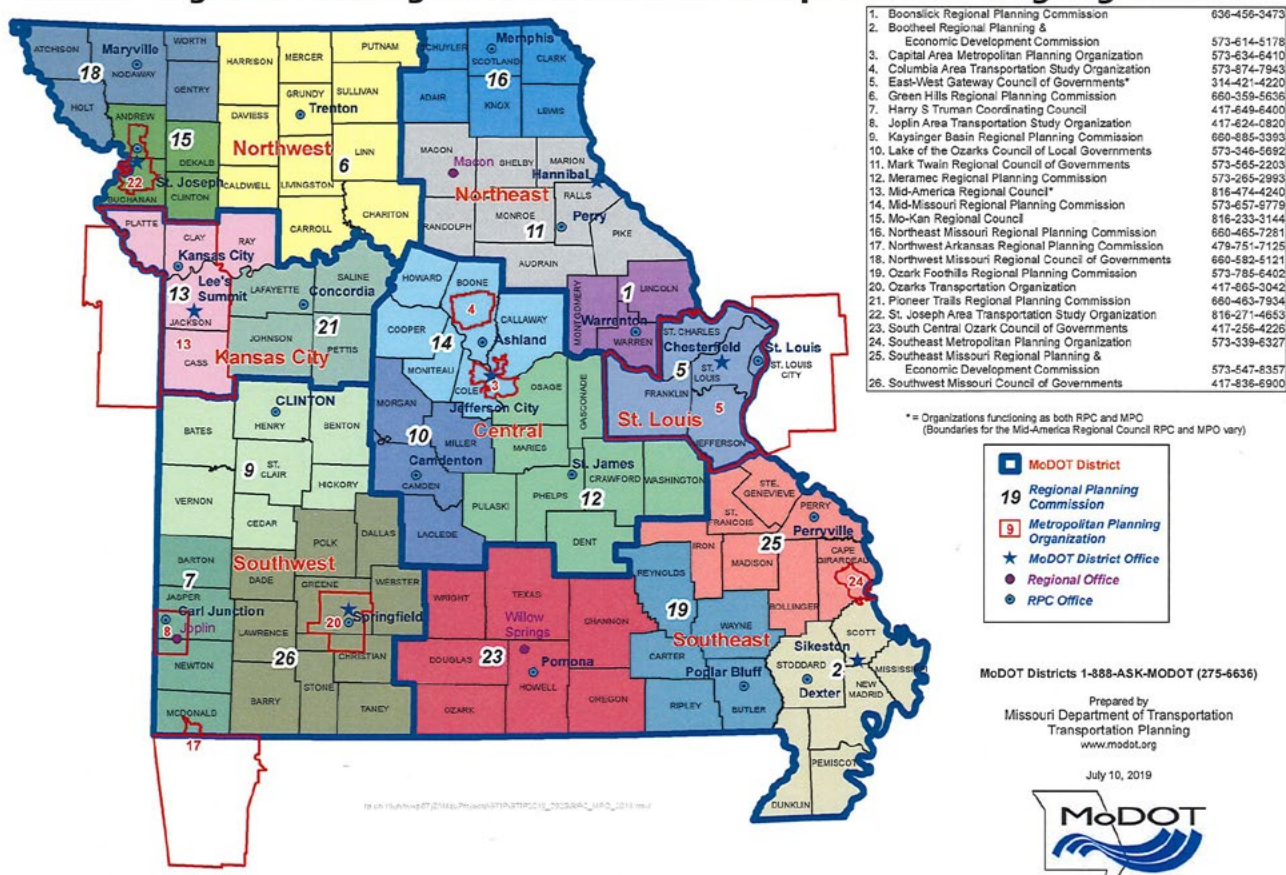 1. Boonslick Regional Planning Commission 636-456-3473
2. Bootheel Regional Planning &
Economic Development Commission 573-614-5178
3. Capital Area Metropolitan Planning Organization 573-634-6410
4. Columbia Area Transportation Study Organization 573-874-7943
5. East-West Gateway Council of Governments* 314-421-4220
6. Green Hills Regional Planning Commission 660-359-5636
7. Harry S Truman Coordinating Council 417-649-6400
8. Joplin Area Transportation Study Organization 417-624-0820
9. Kaysinger Basin Regional Planning Commission 660-885-3393
10. Lake of the Ozarks Council of Local Governments 573-346-5692
11. Mark Twain Regional Council of Governments 573-565-2203
12. Meramec Regional Planning Commission 573-265-2993
13. Mid-America Regional Council* 816-474-4240
14. Mid-Missouri Regional Planning Commission 573-657-9779
15. Mo-Kan Regional Council 816-233-3144
16. Northeast Missouri Regional Planning Commission 660-465-7281
17. Northwest Arkansas Regional Planning Commission 479-751-7125
18. Northwest Missouri Regional Council of Governments 660-582-5121
19. Ozark Foothills Regional Planning Commission 573-785-6402
20. Ozarks Transportation Organization 417-865-3042
21. Pioneer Trails Regional Planning Commission 660-463-7934
22. St. Joseph Area Transportation Study Organization 816-271-4653
23. South Central Ozark Council of Governments 417-256-4226
24. Southeast Metropolitan Planning Organization 573-339-6327
25. Southeast Missouri Regional Planning &
Economic Development Commission 573-547-8357
26. Southwest Missouri Council of Governments 417-836-6900
* = Organizations functioning as both RPC and MPO
(Boundaries for the Mid-America Regional Council RPC and MPO vary)
MoDOT District
19 Regional Planning
Commission
9 Metropolitan Planning
Organization
MoDOT District Office
Regional Office
RPC Office
MoDOT Districts 1-888-ASK-MODOT (275-6636)
Prepared by
Missouri Department of Transportation
Transportation Planning
www.modot.org
July 10, 2019
MoDOT
ATCHISON
Maryville
NODAWAY
WORTH
18
HOLT
GENTRY
HARRISON
MERCER
PUTNAM
GRUNDY
SULLIVAN
Trenton
DAVIESS
Northwest
6
LINN
CALDWELL
LIVINGSTON
CARROLL
CHARITON
ANDREW
15
DEKALB
22
St. Joseph
BUCHANAN
CLINTON
SCHUYLER
Memphis
SCOTLAND
CLARK
16
ADAIR
KNOX
LEWIS
MACON
Macon
SHELBY
MARION
Hannibal
Northeast
RALLS
RANDOLPH
MONROE
11
Perry
PIKE
AUDRAIN
PLATTE
CLAY
RAY
Kansas City
13
Lee's
Summit
JACKSON
13
CASS
LAFAYETTE
SALINE
Concordia
JOHNSON
21
PETTIS
Kansas City
HOWARD
BOONE
4
COOPER
14
CALLAWAY
Ashland
MONITEAU
COLE
3
Jefferson City
MONTGOMERY
1
LINCOLN
Warrenton
WARREN
ST. CHARLES
Chesterfield
St. Louis
5
ST.
LOUIS
ST. LOUIS
CITY
FRANKLIN
St. Louis
5
JEFFERSON
BATES
CLINTON
HENRY
BENTON
9
ST.
CLAIR
VERNON
HICKORY
CEDAR
MORGAN
10
MILLER
Camdenton
CAMDEN
LACLEDE
Central
OSAGE
GASCONADE
MARIES
St. James
PULASKI
PHELPS
CRAWFORD
WASHINGTON
12
DENT
BARTON
7
JASPER
Carl Junction
8
Joplin
NEWTON
MCDONALD
17
Southwest
POLK
DALLAS
DADE
GREENE
WEBSTER
LAWRENCE
20
Springfield
26
CHRISTIAN
BARRY
STONE
TANEY
WRIGHT
TEXAS
Willow
Springs
SHANNON
DOUGLAS
23
Pomona
HOWELL
OZARK
OREGON
STE.
GENEVIEVE
ST.
FRANCOIS
PERRY
Perryville
IRON
25
MADISON
CAPE
GIRARDEAU
24
BOLLINGER
REYNOLDS
19
WAYNE
Southeast
CARTER
Poplar Bluff
RIPLEY
BUTLER
SCOTT
Sikeston
STODDARD
2
MISSISSIPPI
Dexter
NEW
MADRID
PEMISCOT
DUNKLIN